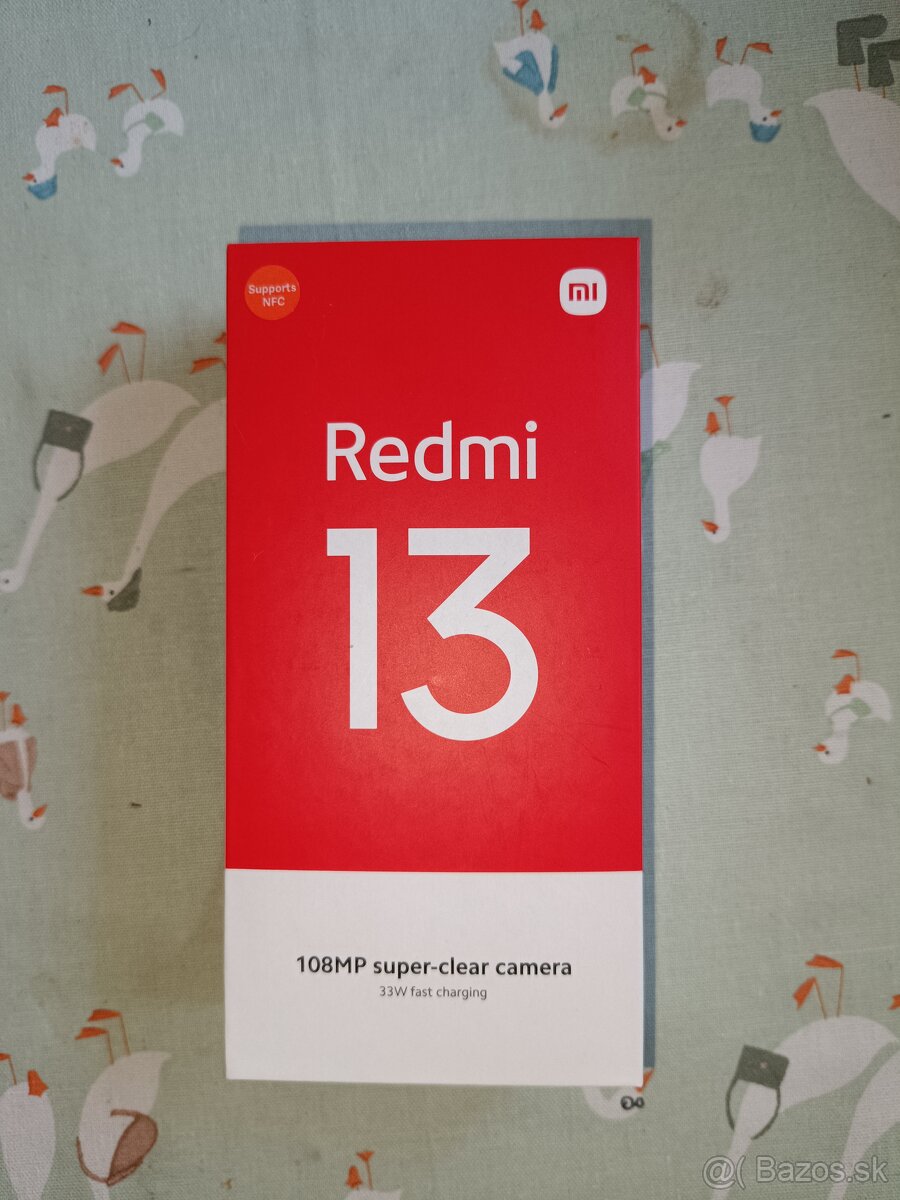 Supports
NFC
mi
Redmi
13
108MP super-clear camera
33W fast charging
@( Bazos.sk